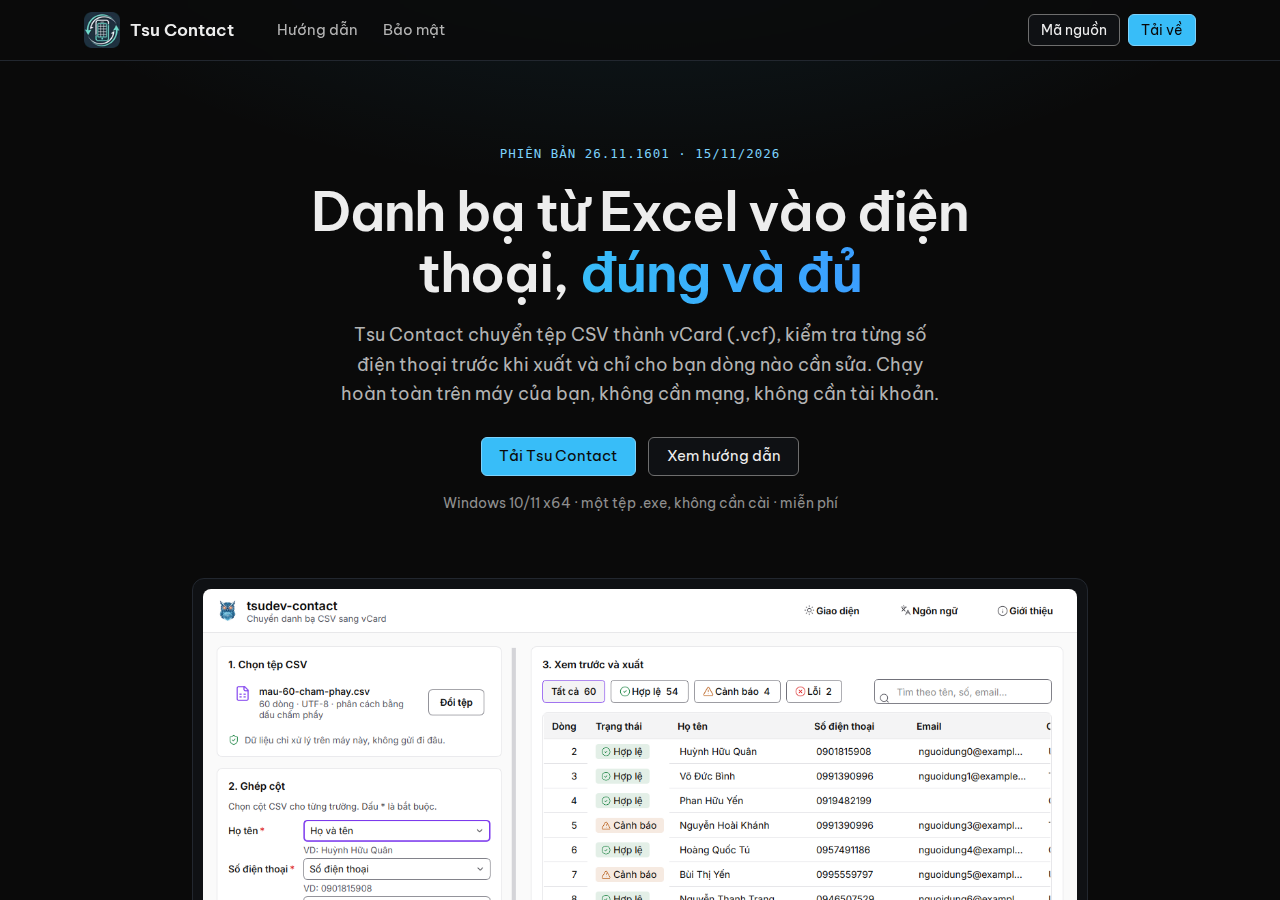 Tsu Contact
Hướng dẫn
Bảo mật
Mã nguồn
Tải về
PHIÊN BẢN 26.11.1601 · 15/11/2026
Danh bạ từ Excel vào điện
thoại, đúng và đủ
Tsu Contact chuyển tệp CSV thành vCard (.vcf), kiểm tra từng số
điện thoại trước khi xuất và chỉ cho bạn dòng nào cần sửa. Chạy
hoàn toàn trên máy của bạn, không cần mạng, không cần tài khoản.
Tải Tsu Contact
Xem hướng dẫn
Windows 10/11 x64 · một tệp .exe, không cần cài · miễn phí
tsudev-contact
Chuyển danh bạ CSV sang vCard
Giao diện
Ngôn ngữ
Giới thiệu
1. Chọn tệp CSV
mau-60-cham-phay.csv
60 dòng · UTF-8 · phân cách bằng
dấu chấm phẩy
Đổi tệp
Dữ liệu chỉ xử lý trên máy này, không gửi đi đâu.
2. Ghép cột
Chọn cột CSV cho từng trường. Dấu * là bắt buộc.
Họ tên *
Họ và tên
VD: Huỳnh Hữu Quân
Số điện thoại *
Số điện thoại
VD: 0901815908
3. Xem trước và xuất
Tất cả 60
Hợp lệ 54
Cảnh báo 4
Lỗi 2
Tìm theo tên, số, email...
Dòng Trạng thái Họ tên Số điện thoại Email
2 Hợp lệ Huỳnh Hữu Quân 0901815908 nguoidung0@exampl...
3 Hợp lệ Võ Đức Bình 0991390996 nguoidung1@example...
4 Hợp lệ Phan Hữu Yến 0919482199
5 Cảnh báo Nguyễn Hoài Khánh 0991390996 nguoidung3@exampl...
6 Hợp lệ Hoàng Quốc Tú 0957491186 nguoidung4@exampl...
7 Cảnh báo Bùi Thị Yến 0995559797 nguoidung5@exampl...
8 Hợp lệ Nguyễn Thanh Trang 0946507529 nguoidung6@exampl...